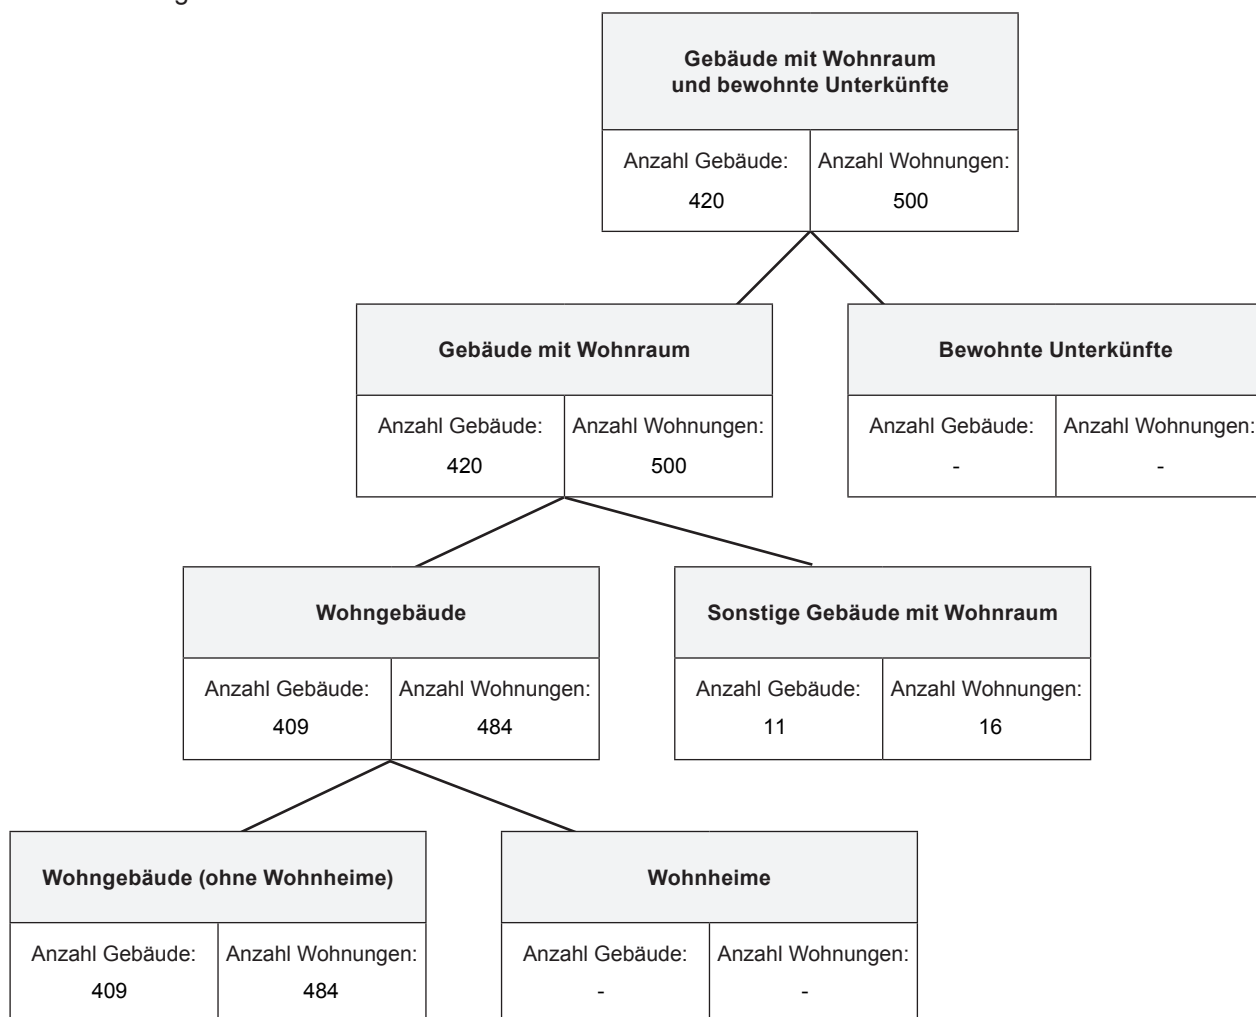 Gebäude mit Wohnraum
und bewohnte Unterkünfte
Anzahl Gebäude: Anzahl Wohnungen:
420 500
Gebäude mit Wohnraum
Bewohnte Unterkünfte
Anzahl Gebäude: Anzahl Wohnungen:
420 500
Anzahl Gebäude: Anzahl Wohnungen:
- -
Wohngebäude
Sonstige Gebäude mit Wohnraum
Anzahl Gebäude: Anzahl Wohnungen:
409 484
Anzahl Gebäude: Anzahl Wohnungen:
11 16
Wohngebäude (ohne Wohnheime)
Wohnheime
Anzahl Gebäude: Anzahl Wohnungen:
409 484
Anzahl Gebäude: Anzahl Wohnungen:
- -